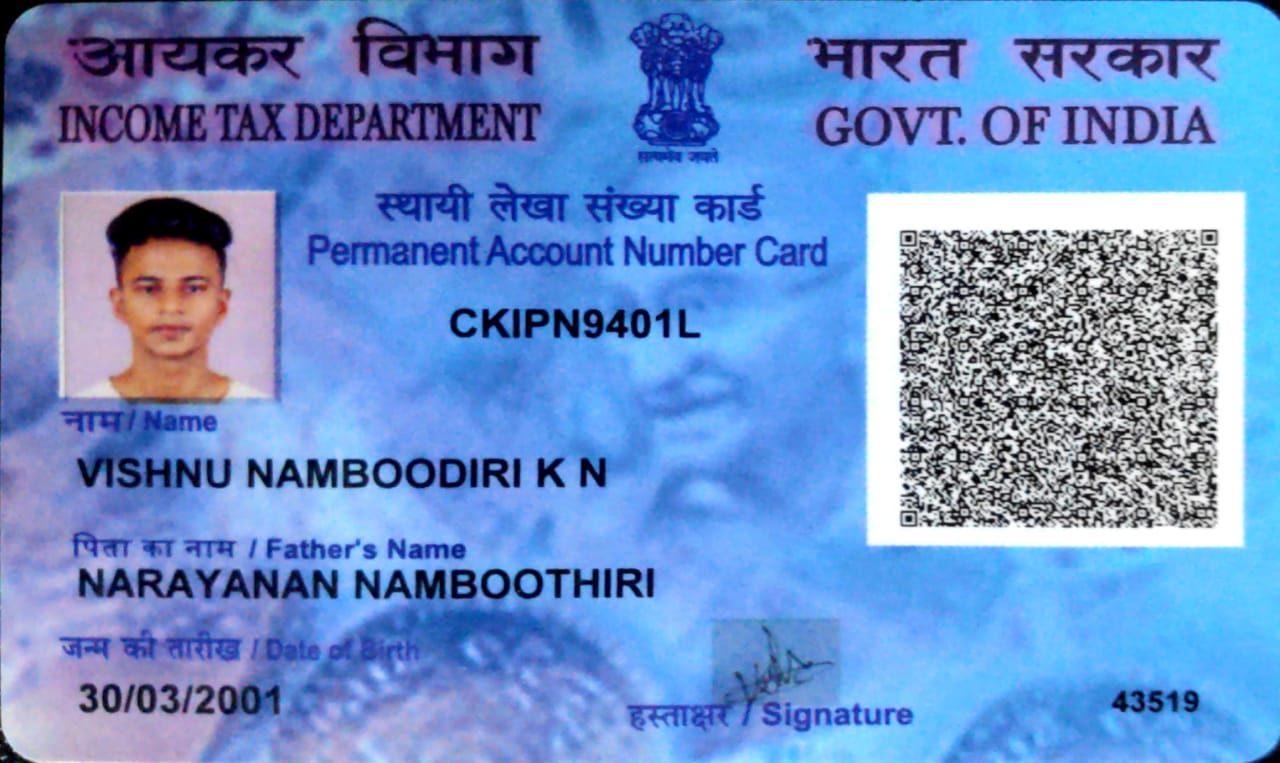 आयकर विभाग
INCOME TAX DEPARTMENT
सत्यमेव जयते
भारत सरकार
GOVT. OF INDIA
स्थायी लेखा संख्या कार्ड
Permanent Account Number Card
CKIPN9401L
नाम / Name
VISHNU NAMBOODIRI K N
पिता का नाम / Father's Name
NARAYANAN NAMBOOTHIRI
जन्म की तारीख / Date of Birth
30/03/2001
हस्ताक्षर / Signature
43519